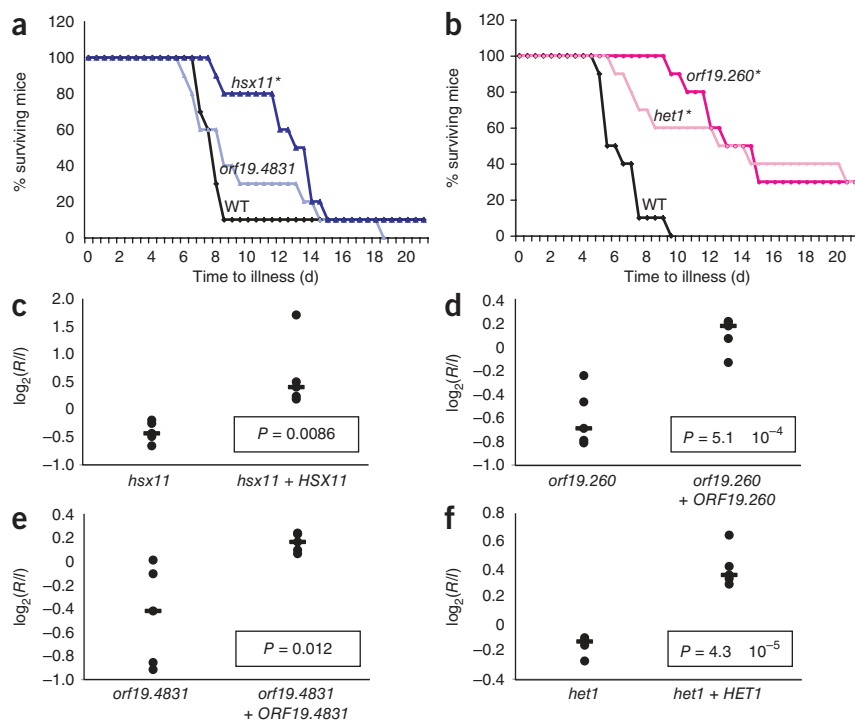 a
120
100
80
60
40
20
0
% surviving mice
hsx11*
orf19.4831
WT
0 2 4 6 8 10 12 14 16 18 20
Time to illness (d)
b
120
100
80
60
40
20
0
% surviving mice
orf19.260*
het1*
WT
0 2 4 6 8 10 12 14 16 18 20
Time to illness (d)
c
2.0
1.5
1.0
0.5
0
–0.5
–1.0
log2(R/I)
P = 0.0086
hsx11
hsx11 + HSX11
d
0.4
0.2
0
–0.2
–0.4
–0.6
–0.8
–1.0
log2(R/I)
P = 5.1 10–4
orf19.260
orf19.260
+ ORF19.260
e
0.4
0.2
0
–0.2
–0.4
–0.6
–0.8
–1.0
log2(R/I)
P = 0.012
orf19.4831
orf19.4831
+ ORF19.4831
f
0.8
0.6
0.4
0.2
0
–0.2
–0.4
log2(R/I)
P = 4.3 10–5
het1
het1 + HET1